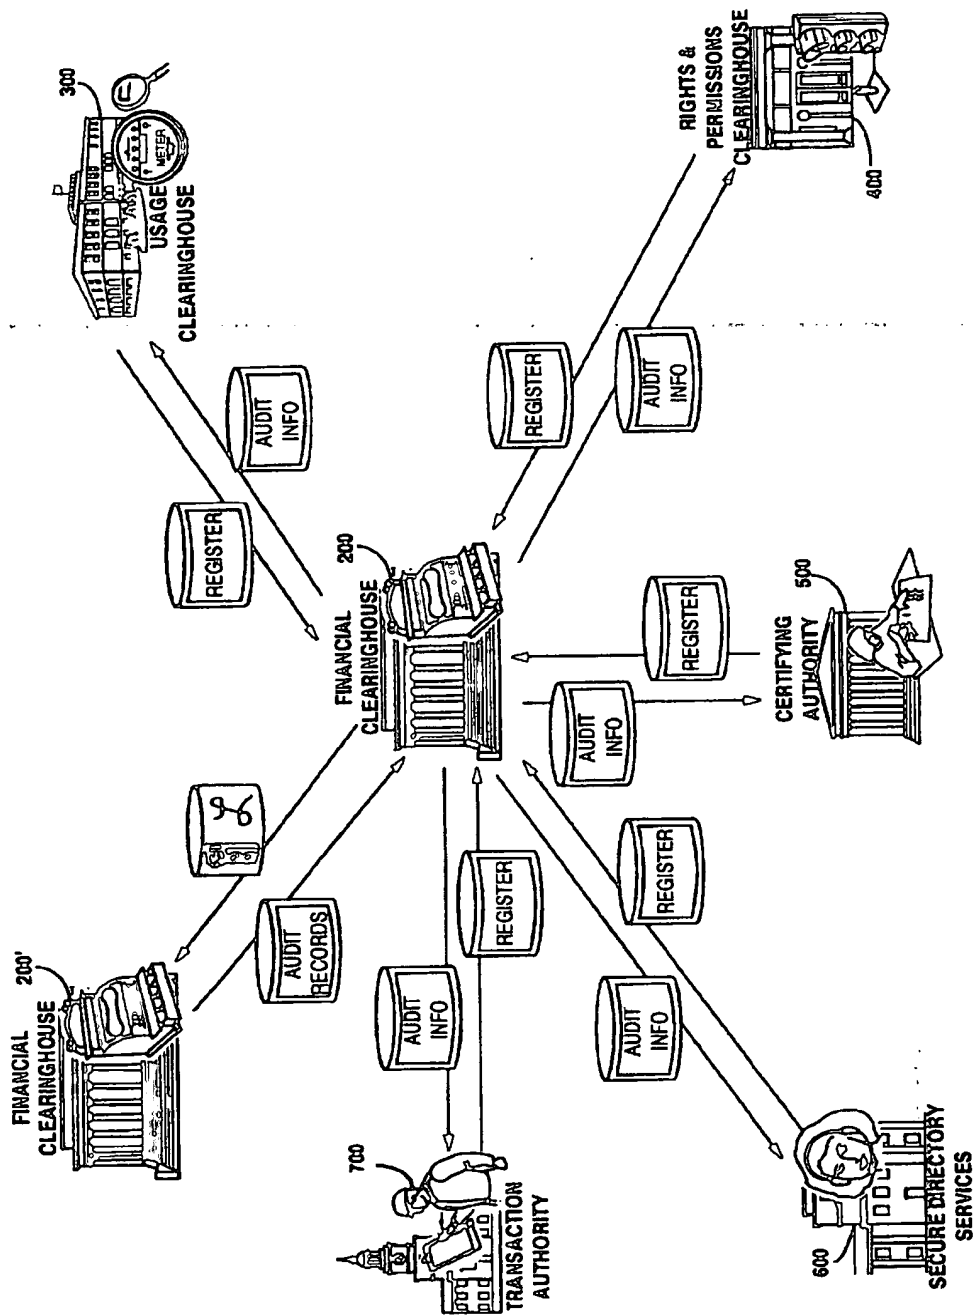 FINANCIAL
CLEARINGHOUSE
200'
USAGE
CLEARINGHOUSE
300
METER
REGISTER
AUDIT
INFO
AUDIT
RECORDS
FINANCIAL
CLEARINGHOUSE
200
TRANSACTION
AUTHORITY
700
AUDIT
INFO
REGISTER
REGISTER
AUDIT
INFO
AUDIT
INFO
REGISTER
AUDIT
INFO
REGISTER
SECURE DIRECTORY
SERVICES
600
CERTIFYING
AUTHORITY
500
RIGHTS &
PERMISSIONS
CLEARINGHOUSE
400